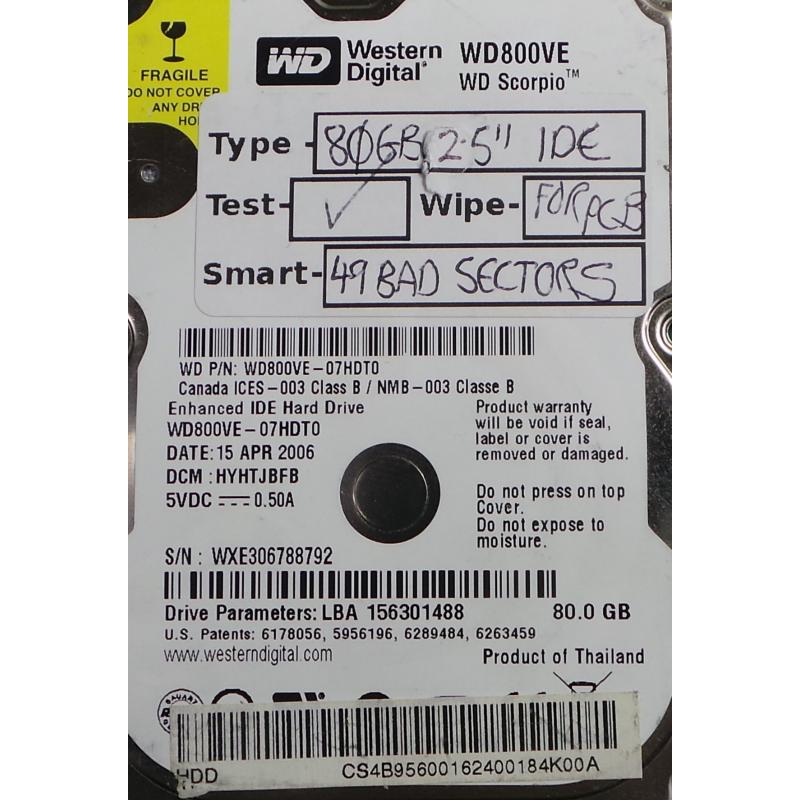 FRAGILE
DO NOT COVER
ANY DR
HO
WD Western Digital® WD800VE
WD Scorpio™
Type - 80GB 2.5" IDE
Test- ✓ Wipe- FOR PCB
Smart- 49 BAD SECTORS
WD P/N: WD800VE-07HDT0
Canada ICES-003 Class B / NMB-003 Classe B
Enhanced IDE Hard Drive
WD800VE-07HDT0
DATE: 15 APR 2006
DCM : HYHTJBFB
5VDC ⎓ 0.50A
Product warranty
will be void if seal,
label or cover is
removed or damaged.
Do not press on top
Cover.
Do not expose to
moisture.
S/N : WXE306788792
Drive Parameters: LBA 156301488 80.0 GB
U.S. Patents: 6178056, 5956196, 6289484, 6263459
www.westerndigital.com
Product of Thailand
HDD CS4B95600162400184K00A